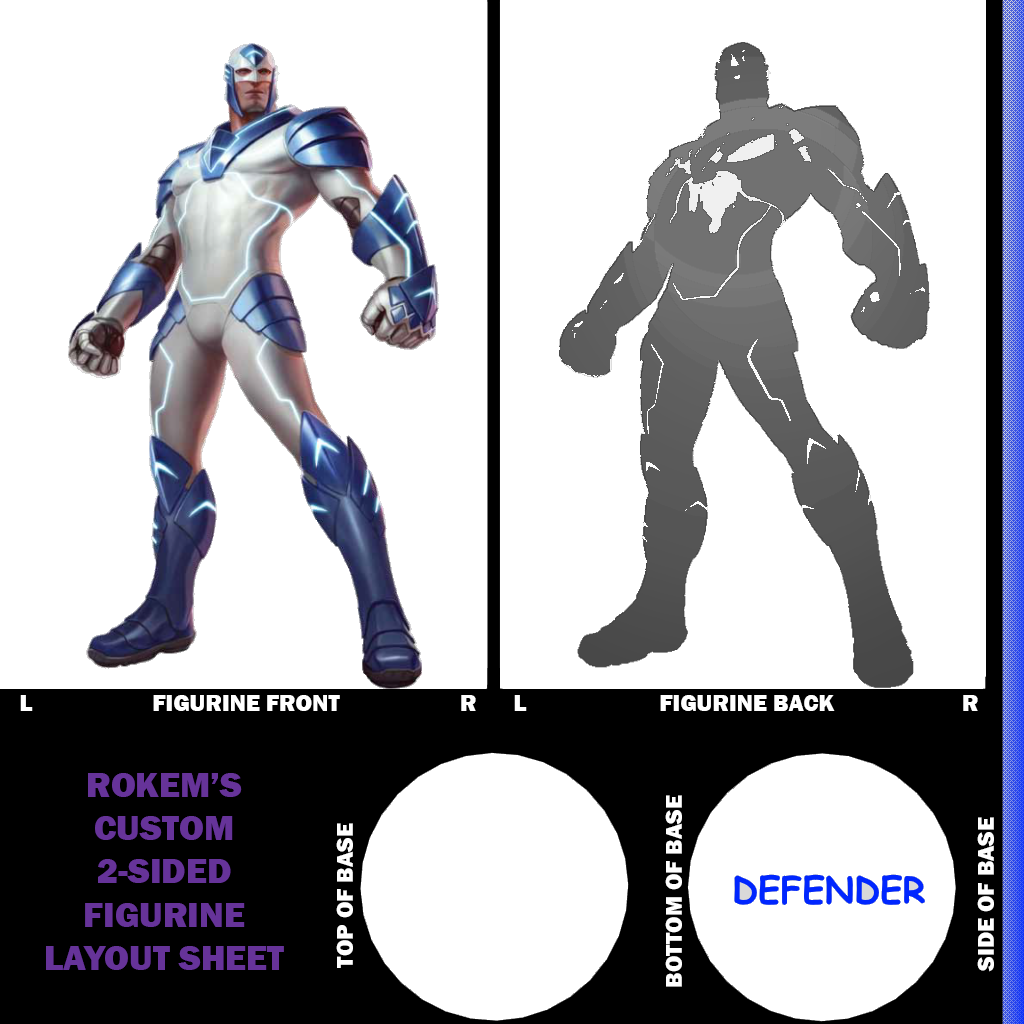 L FIGURINE FRONT R
L FIGURINE BACK R
ROKEM'S
CUSTOM
2-SIDED
FIGURINE
LAYOUT SHEET
TOP OF BASE
BOTTOM OF BASE
DEFENDER
SIDE OF BASE